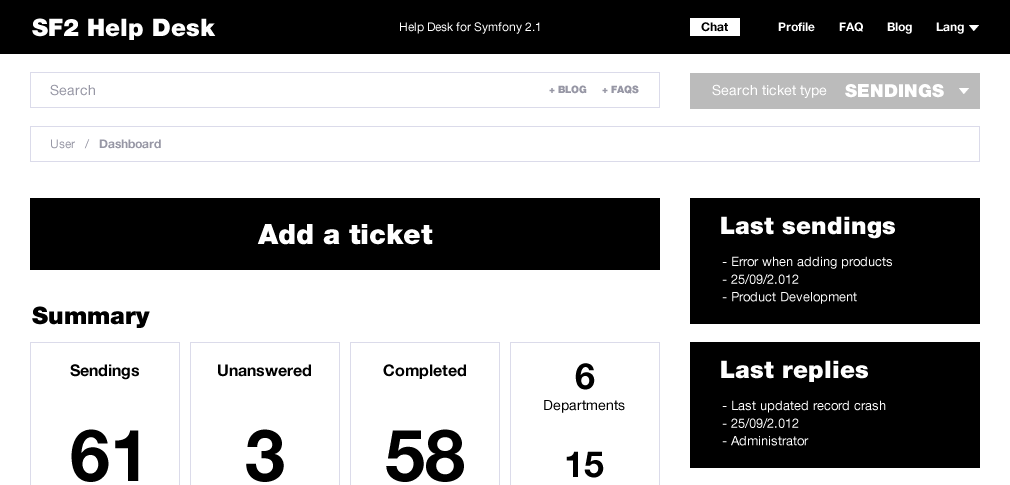 SF2 Help Desk
Help Desk for Symfony 2.1
Chat
Profile
FAQ
Blog
Lang
Search
+ BLOG
+ FAQS
Search ticket type
SENDINGS
User / Dashboard
Add a ticket
Last sendings
- Error when adding products
- 25/09/2.012
- Product Development
Summary
Sendings
61
Unanswered
3
Completed
58
6
Departments
15
Last replies
- Last updated record crash
- 25/09/2.012
- Administrator